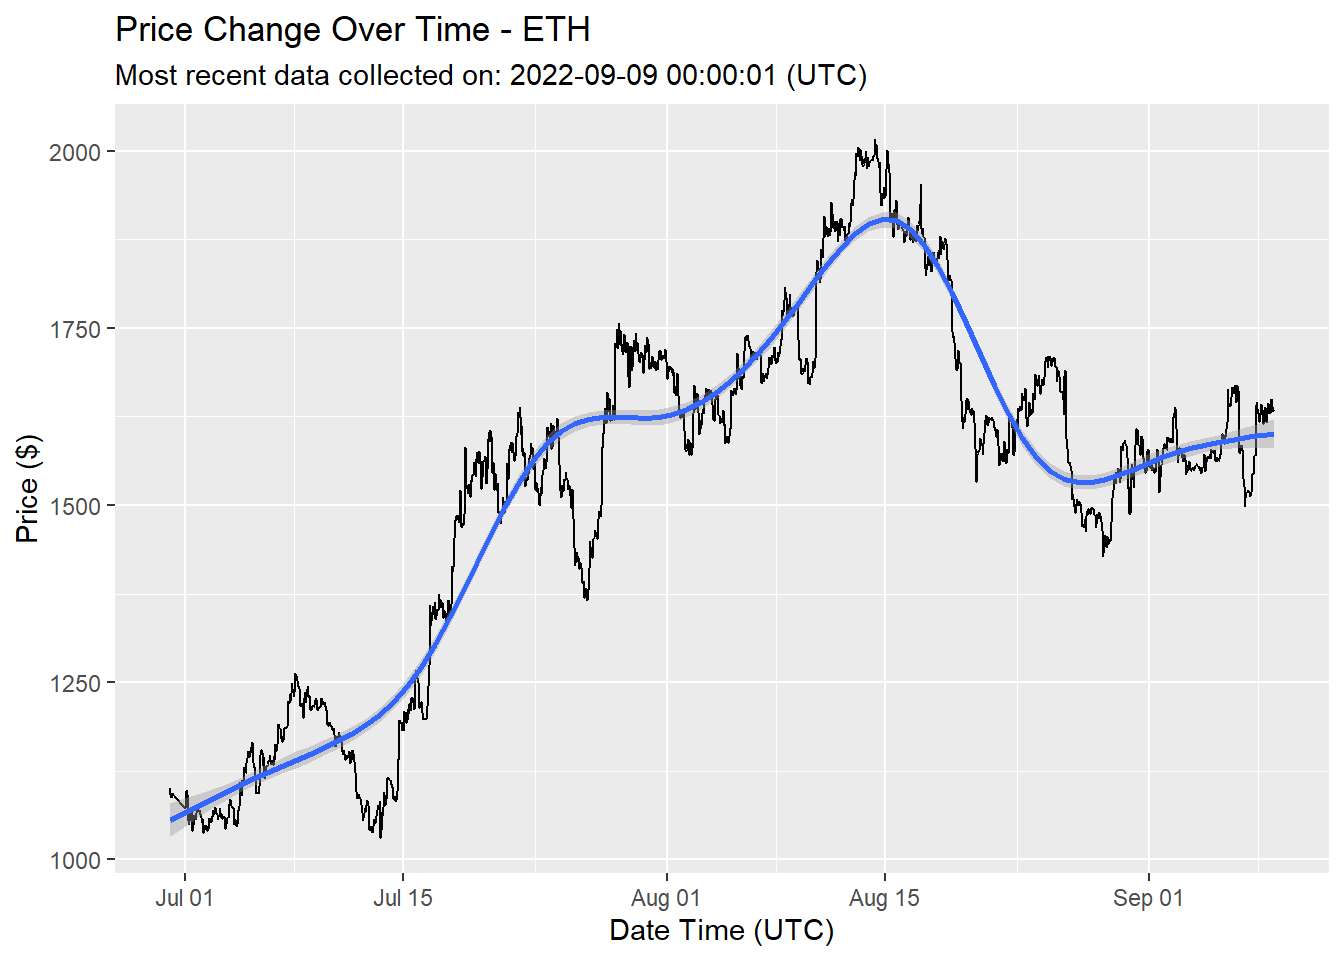 Price Change Over Time - ETH
Most recent data collected on: 2022-09-09 00:00:01 (UTC)
2000
1750
1500
1250
1000
Price ($)
Jul 01
Jul 15
Aug 01
Aug 15
Sep 01
Date Time (UTC)